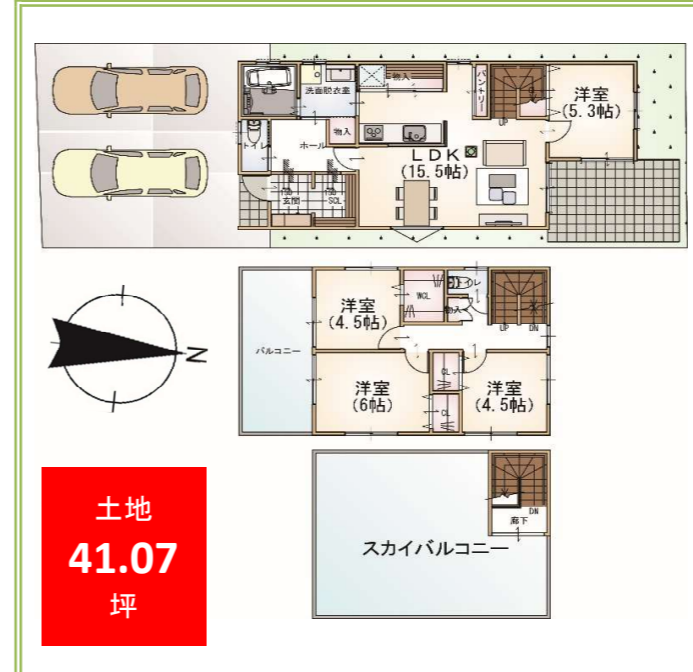 洗面脱衣室
物入
パントリー
UP
洋室
(5.3帖)
トイレ
ホール
物入
LDK
(15.5帖)
玄関
SCL
洋室
(4.5帖)
WCL
トイレ
物入
UP
DN
バルコニー
洋室
(6帖)
CL
CL
洋室
(4.5帖)
N
土地
41.07
坪
DN
廊下
スカイバルコニー